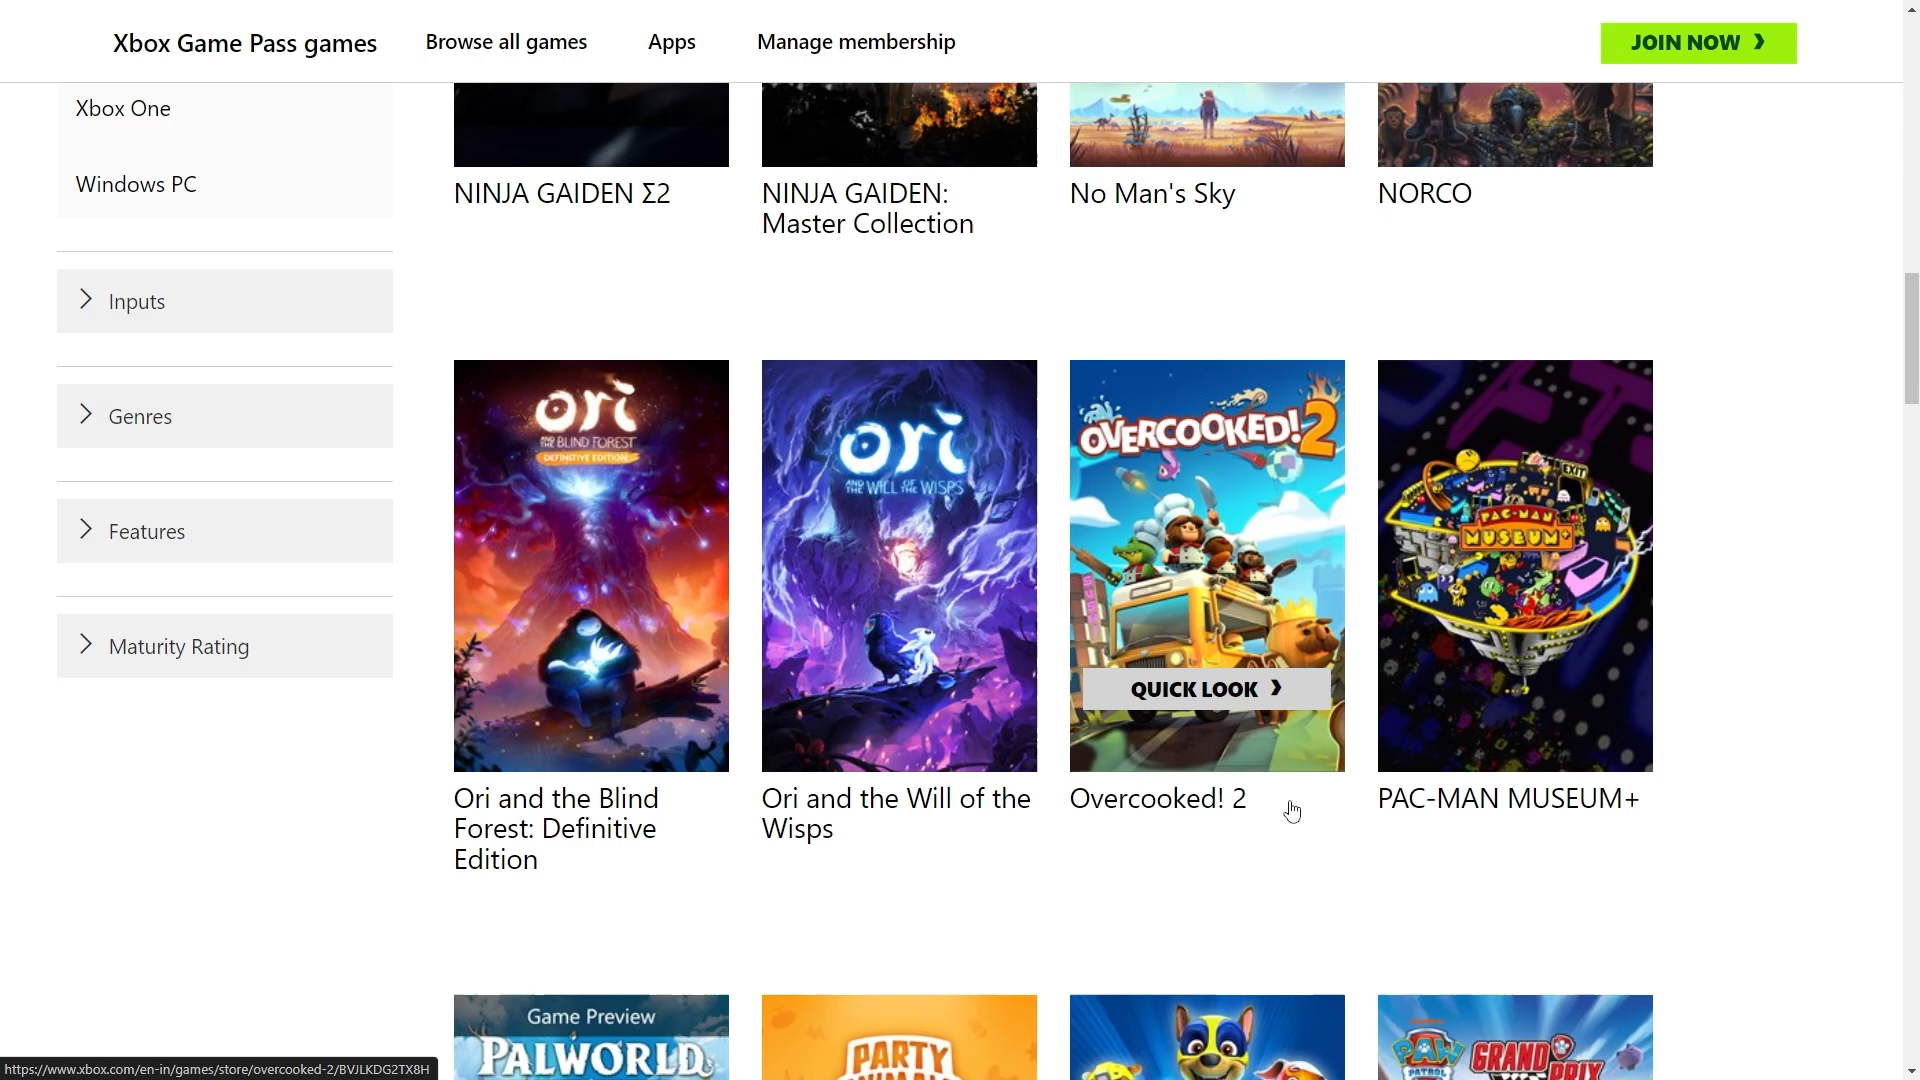 Xbox Game Pass games
Browse all games
Apps
Manage membership
JOIN NOW
Xbox One
Windows PC
Inputs
Genres
Features
Maturity Rating
NINJA GAIDEN Σ2
NINJA GAIDEN:
Master Collection
No Man's Sky
NORCO
ori
AND THE BLIND FOREST
DEFINITIVE EDITION
ori
AND THE WILL OF THE WISPS
OVERCOOKED! 2
QUICK LOOK
EXIT
PAC-MAN
MUSEUM+
Ori and the Blind
Forest: Definitive
Edition
Ori and the Will of the
Wisps
Overcooked! 2
PAC-MAN MUSEUM+
Game Preview
PALWORLD
PARTY
PAW
PATROL
GRAND
PRIX
https://www.xbox.com/en-in/games/store/overcooked-2/BVJLKDG2TX8H